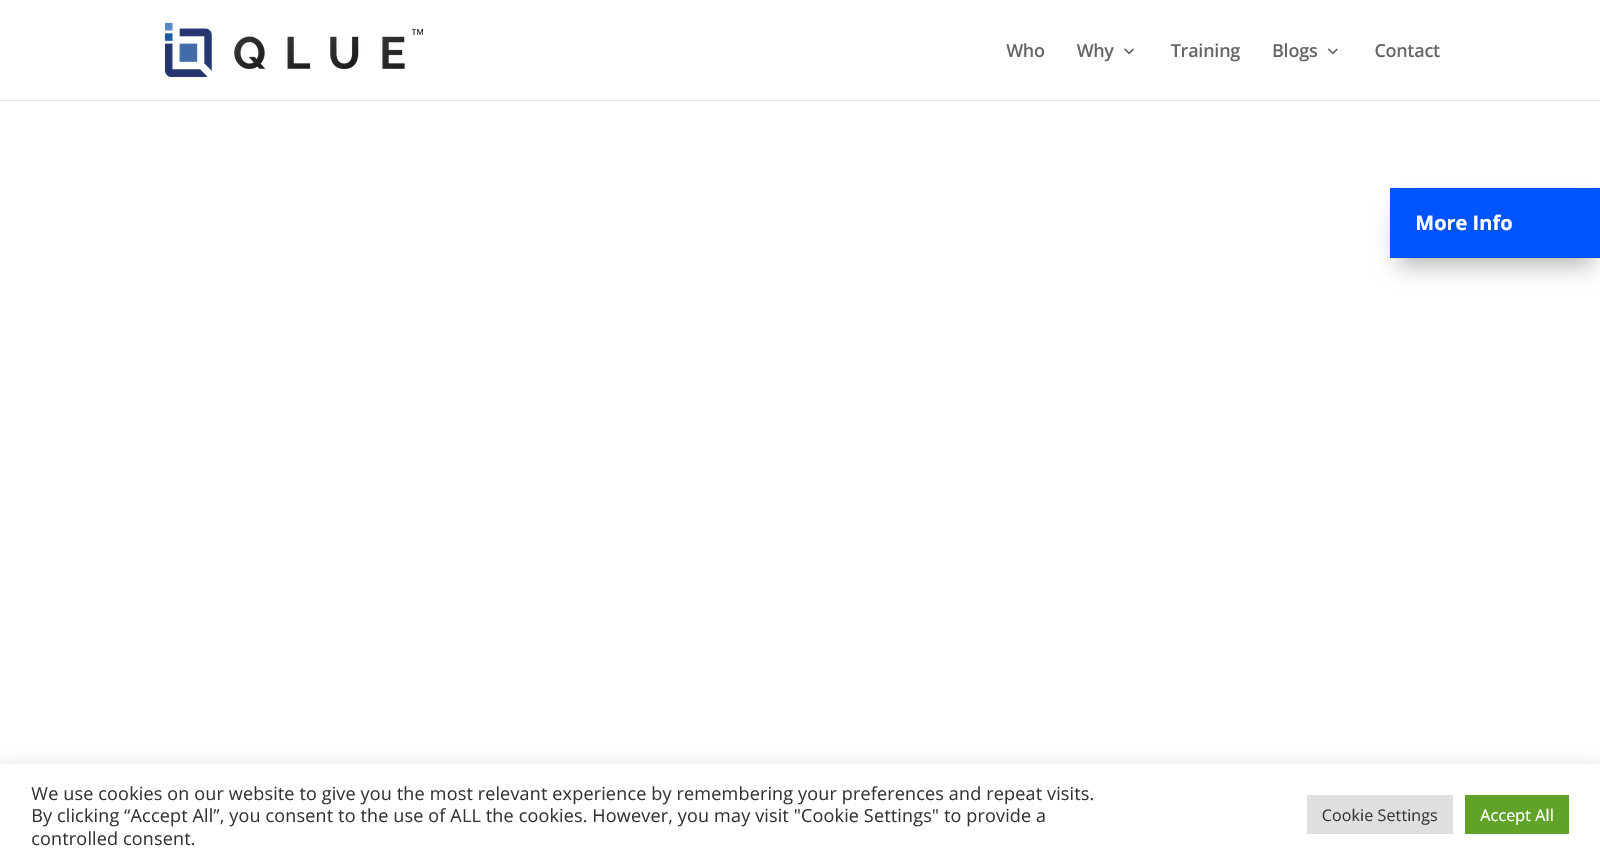 QLUE™
Who Why Training Blogs Contact
More Info
We use cookies on our website to give you the most relevant experience by remembering your preferences and repeat visits.
By clicking “Accept All”, you consent to the use of ALL the cookies. However, you may visit "Cookie Settings" to provide a
controlled consent.
Cookie Settings
Accept All